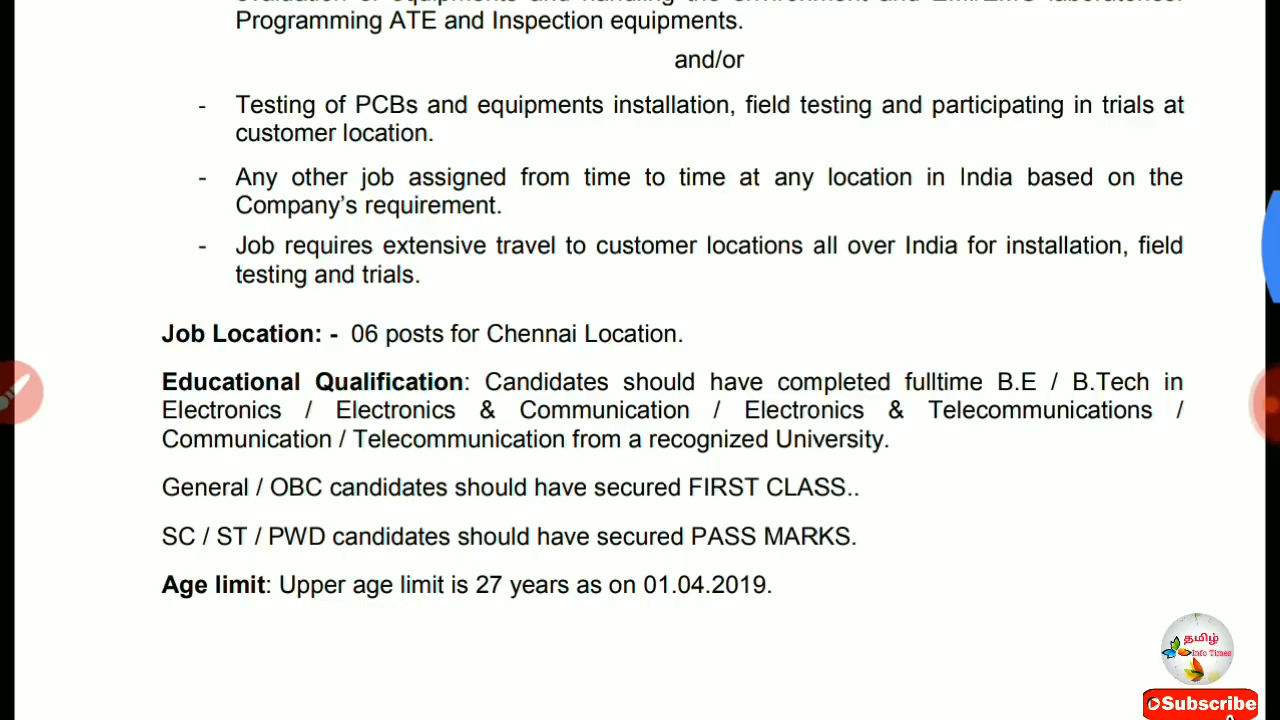 Programming ATE and Inspection equipments.
and/or
- Testing of PCBs and equipments installation, field testing and participating in trials at
customer location.
- Any other job assigned from time to time at any location in India based on the
Company's requirement.
- Job requires extensive travel to customer locations all over India for installation, field
testing and trials.
Job Location: - 06 posts for Chennai Location.
Educational Qualification: Candidates should have completed fulltime B.E / B.Tech in
Electronics / Electronics & Communication / Electronics & Telecommunications /
Communication / Telecommunication from a recognized University.
General / OBC candidates should have secured FIRST CLASS..
SC / ST / PWD candidates should have secured PASS MARKS.
Age limit: Upper age limit is 27 years as on 01.04.2019.
தமிழ்
Info Times
Subscribe